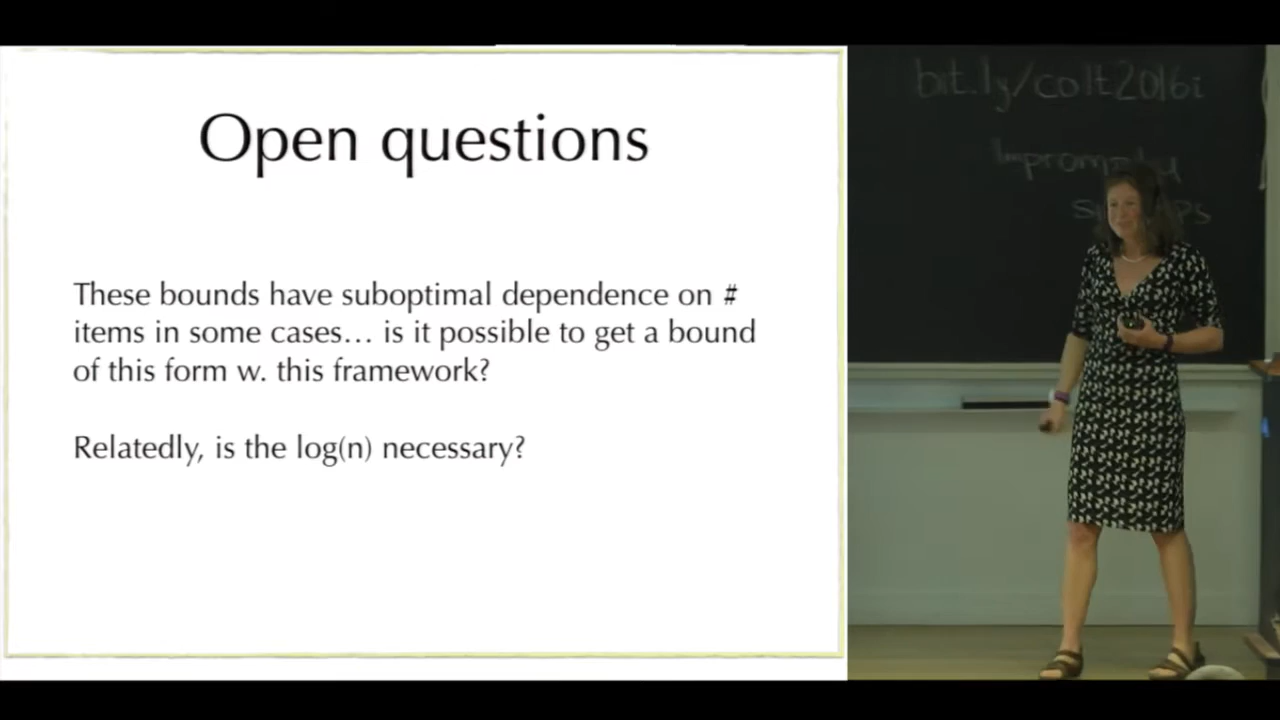 Open questions
These bounds have suboptimal dependence on #
items in some cases... is it possible to get a bound
of this form w. this framework?
Relatedly, is the log(n) necessary?
bit.ly/colt2016i
Impromptu